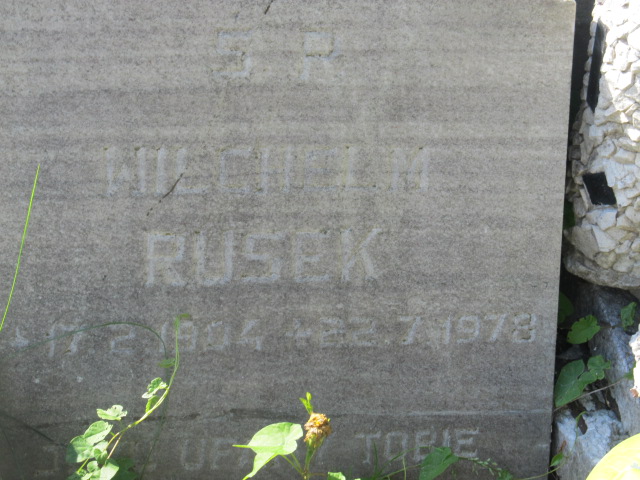 S P
WILCHELM
RUSEK
17 2 1904 + 22.7.1978
TOBIE